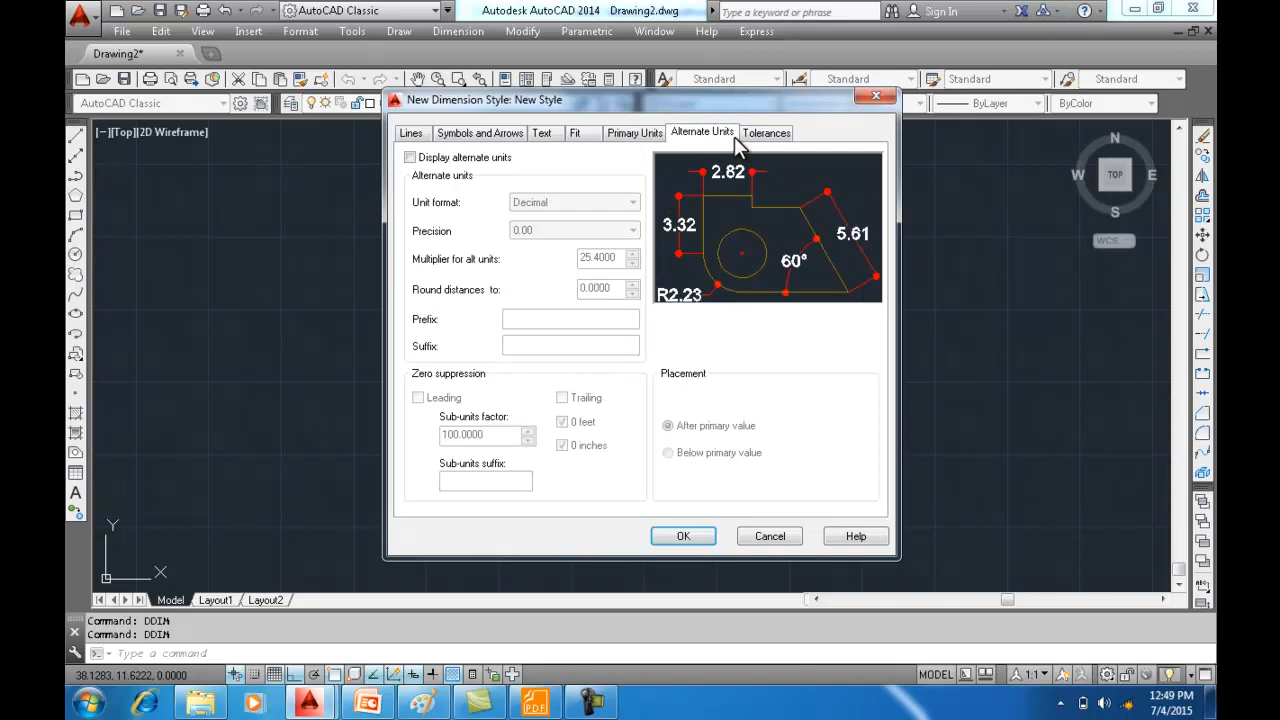 AutoCAD Classic
Autodesk AutoCAD 2014 Drawing2.dwg
Type a keyword or phrase
Sign In
File Edit View Insert Format Tools Draw Dimension Modify Parametric Window Help Express
Drawing2*
Standard Standard Standard Standard
AutoCAD Classic
ByLayer ByColor
New Dimension Style: New Style
[−][Top][2D Wireframe]
Lines Symbols and Arrows Text Fit Primary Units Alternate Units Tolerances
Display alternate units
Alternate units
Unit format: Decimal
Precision 0.00
Multiplier for alt units: 25.4000
Round distances to: 0.0000
Prefix:
Suffix:
2.82
3.32
5.61
60°
R2.23
N
W TOP E
S
WCS
Zero suppression
Leading
Trailing
Sub-units factor:
100.0000
0 feet
0 inches
Sub-units suffix:
Placement
After primary value
Below primary value
OK Cancel Help
Y
X
Model Layout1 Layout2
Command: DDIM
Command: DDIM
Type a command
38.1283, 11.6222, 0.0000
MODEL
1:1
12:49 PM
7/4/2015